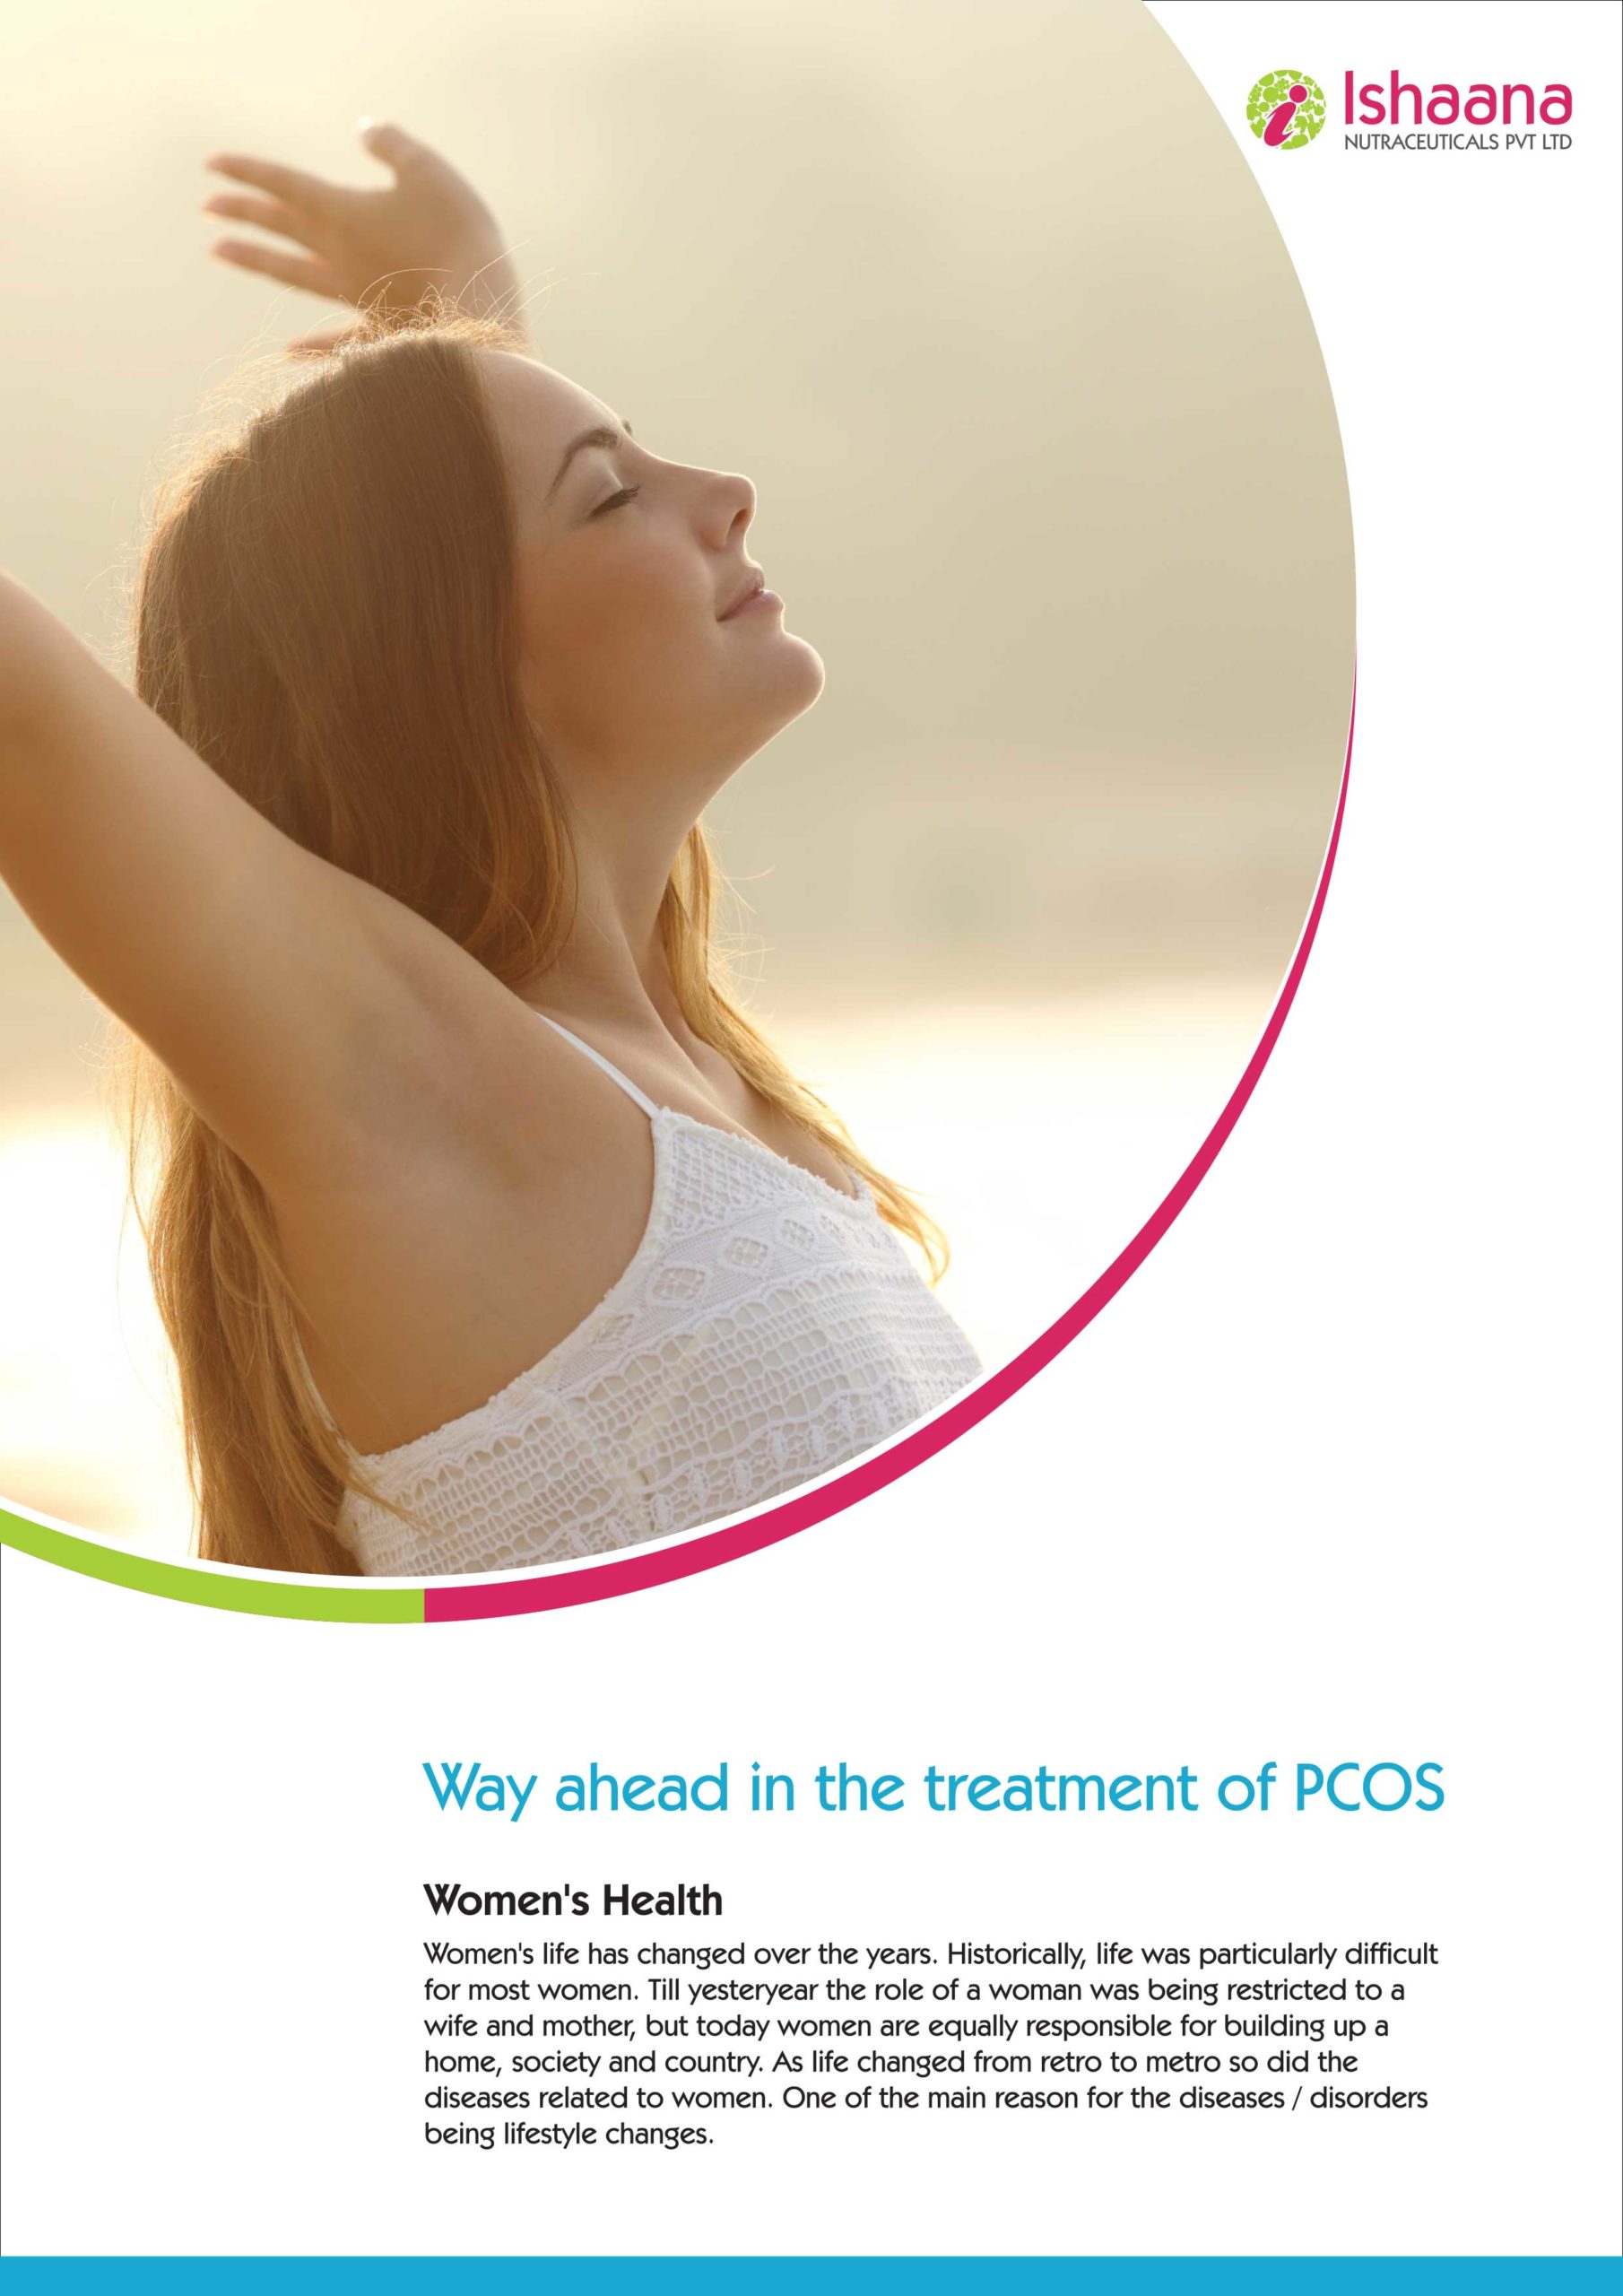 Ishaana
NUTRACEUTICALS PVT LTD
Way ahead in the treatment of PCOS
Women's Health
Women's life has changed over the years. Historically, life was particularly difficult
for most women. Till yesteryear the role of a woman was being restricted to a
wife and mother, but today women are equally responsible for building up a
home, society and country. As life changed from retro to metro so did the
diseases related to women. One of the main reason for the diseases / disorders
being lifestyle changes.